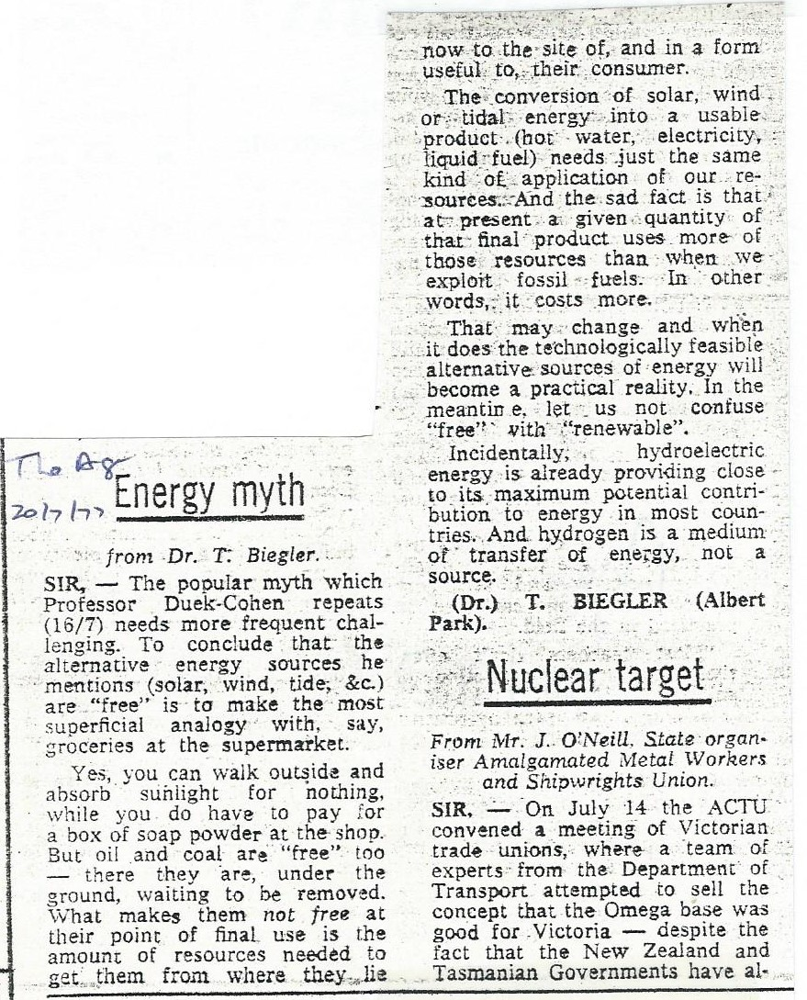 The Age
20/7/77
Energy myth
from Dr. T. Biegler.
SIR, — The popular myth which
Professor Duek-Cohen repeats
(16/7) needs more frequent chal-
lenging. To conclude that the
alternative energy sources he
mentions (solar, wind, tide, &c.)
are “free” is to make the most
superficial analogy with, say,
groceries at the supermarket.
Yes, you can walk outside and
absorb sunlight for nothing,
while you do have to pay for
a box of soap powder at the shop.
But oil and coal are “free” too
— there they are, under the
ground, waiting to be removed.
What makes them not free at
their point of final use is the
amount of resources needed to
get them from where they lie
now to the site of, and in a form
useful to, their consumer.
The conversion of solar, wind
or tidal energy into a usable
product (hot water, electricity,
liquid fuel) needs just the same
kind of application of our re-
sources. And the sad fact is that
at present a given quantity of
that final product uses more of
those resources than when we
exploit fossil fuels. In other
words, it costs more.
That may change and when
it does the technologically feasible
alternative sources of energy will
become a practical reality. In the
meantin e, let us not confuse
“free” vith “renewable”.
Incidentally, hydroelectric
energy is already providing close
to its maximum potential contri-
bution to energy in most coun-
tries. And hydrogen is a medium
of transfer of energy, not a
source.
(Dr.) T. BIEGLER (Albert
Park).
Nuclear target
From Mr. J. O'Neill, State organ-
iser Amalgamated Metal Workers
and Shipwrights Union.
SIR, — On July 14 the ACTU
convened a meeting of Victorian
trade unions, where a team of
experts from the Department of
Transport attempted to sell the
concept that the Omega base was
good for Victoria — despite the
fact that the New Zealand and
Tasmanian Governments have al-